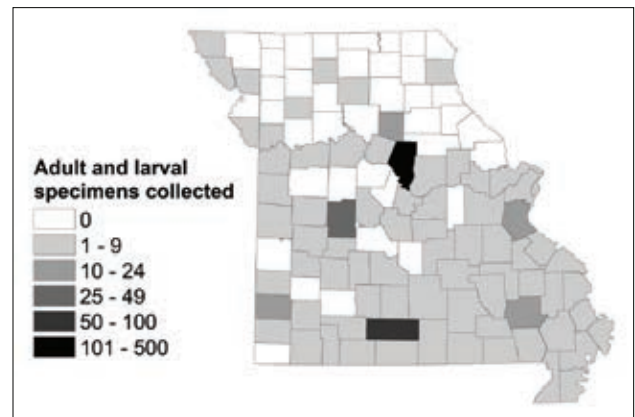 Adult and larval
specimens collected
0
1 - 9
10 - 24
25 - 49
50 - 100
101 - 500